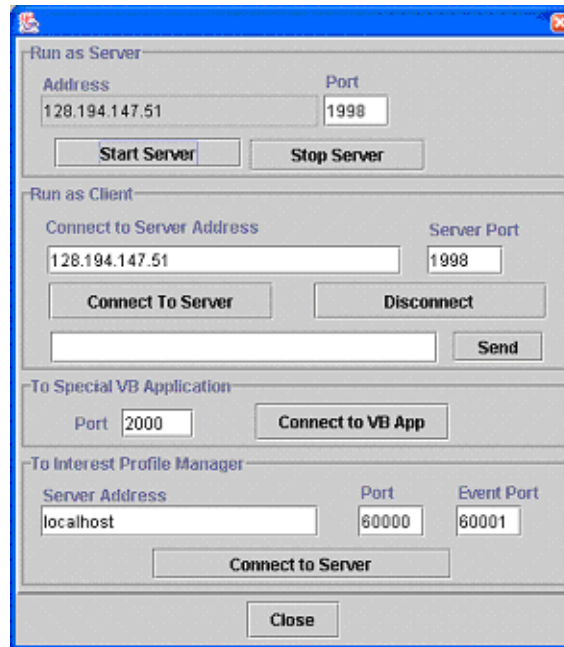 Run as Server
Address Port
128.194.147.51 1998
Start Server Stop Server
Run as Client
Connect to Server Address Server Port
128.194.147.51 1998
Connect To Server Disconnect
Send
To Special VB Application
Port 2000 Connect to VB App
To Interest Profile Manager
Server Address Port Event Port
localhost 60000 60001
Connect to Server
Close